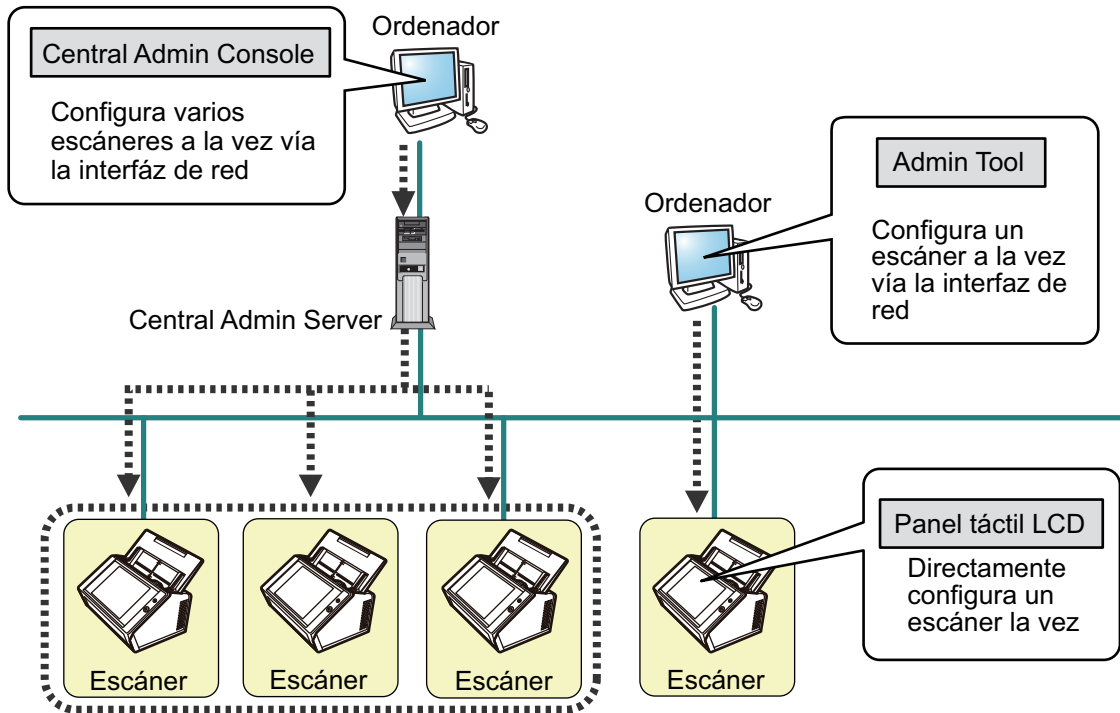 Ordenador
Central Admin Console
Configura varios
escáneres a la vez vía
la interfáz de red
Ordenador
Admin Tool
Configura un
escáner a la vez
vía la interfaz de
red
Central Admin Server
Panel táctil LCD
Directamente
configura un
escáner la vez
Escáner
Escáner
Escáner
Escáner